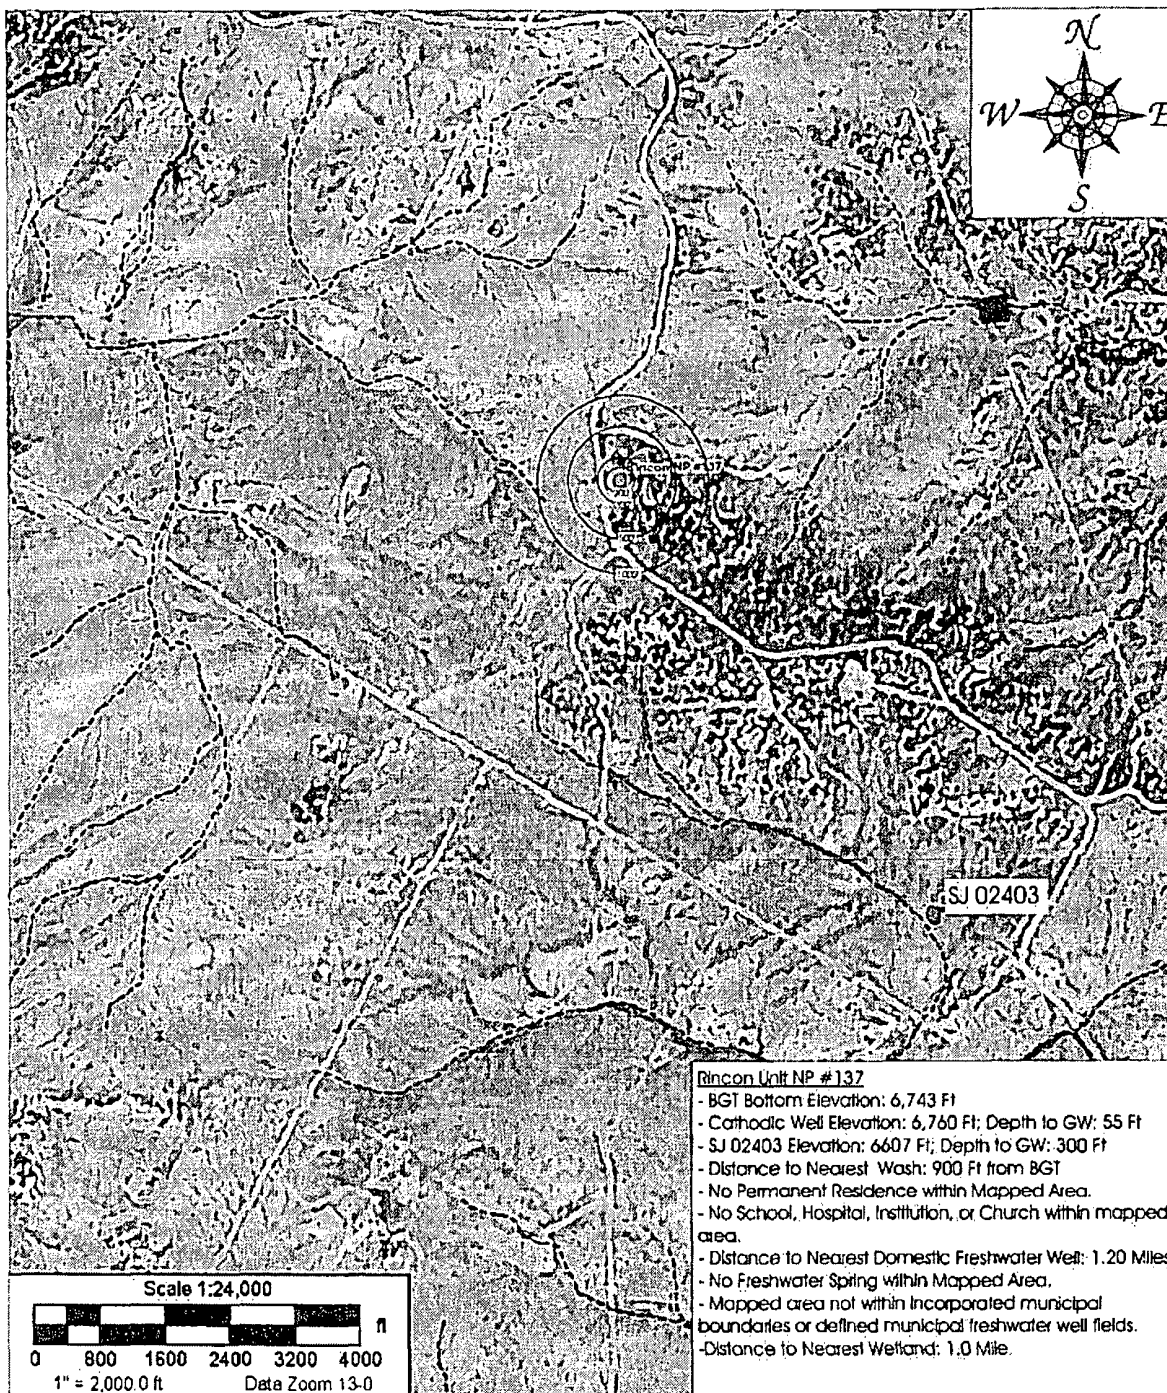 N
W E
S
Rincon NP #137
SJ 02403
Rincon Unit NP #137
- BGT Bottom Elevation: 6,743 Ft
- Cathodic Well Elevation: 6,760 Ft; Depth to GW: 55 Ft
- SJ 02403 Elevation: 6607 Ft; Depth to GW: 300 Ft
- Distance to Nearest Wash: 900 Ft from BGT
- No Permanent Residence within Mapped Area.
- No School, Hospital, Institution, or Church within mapped
area.
- Distance to Nearest Domestic Freshwater Well: 1.20 Miles
- No Freshwater Spring within Mapped Area.
- Mapped area not within incorporated municipal
boundaries or defined municipal freshwater well fields.
-Distance to Nearest Wetland: 1.0 Mile.
Scale 1:24,000
ft
0 800 1600 2400 3200 4000
1" = 2,000.0 ft Data Zoom 13-0